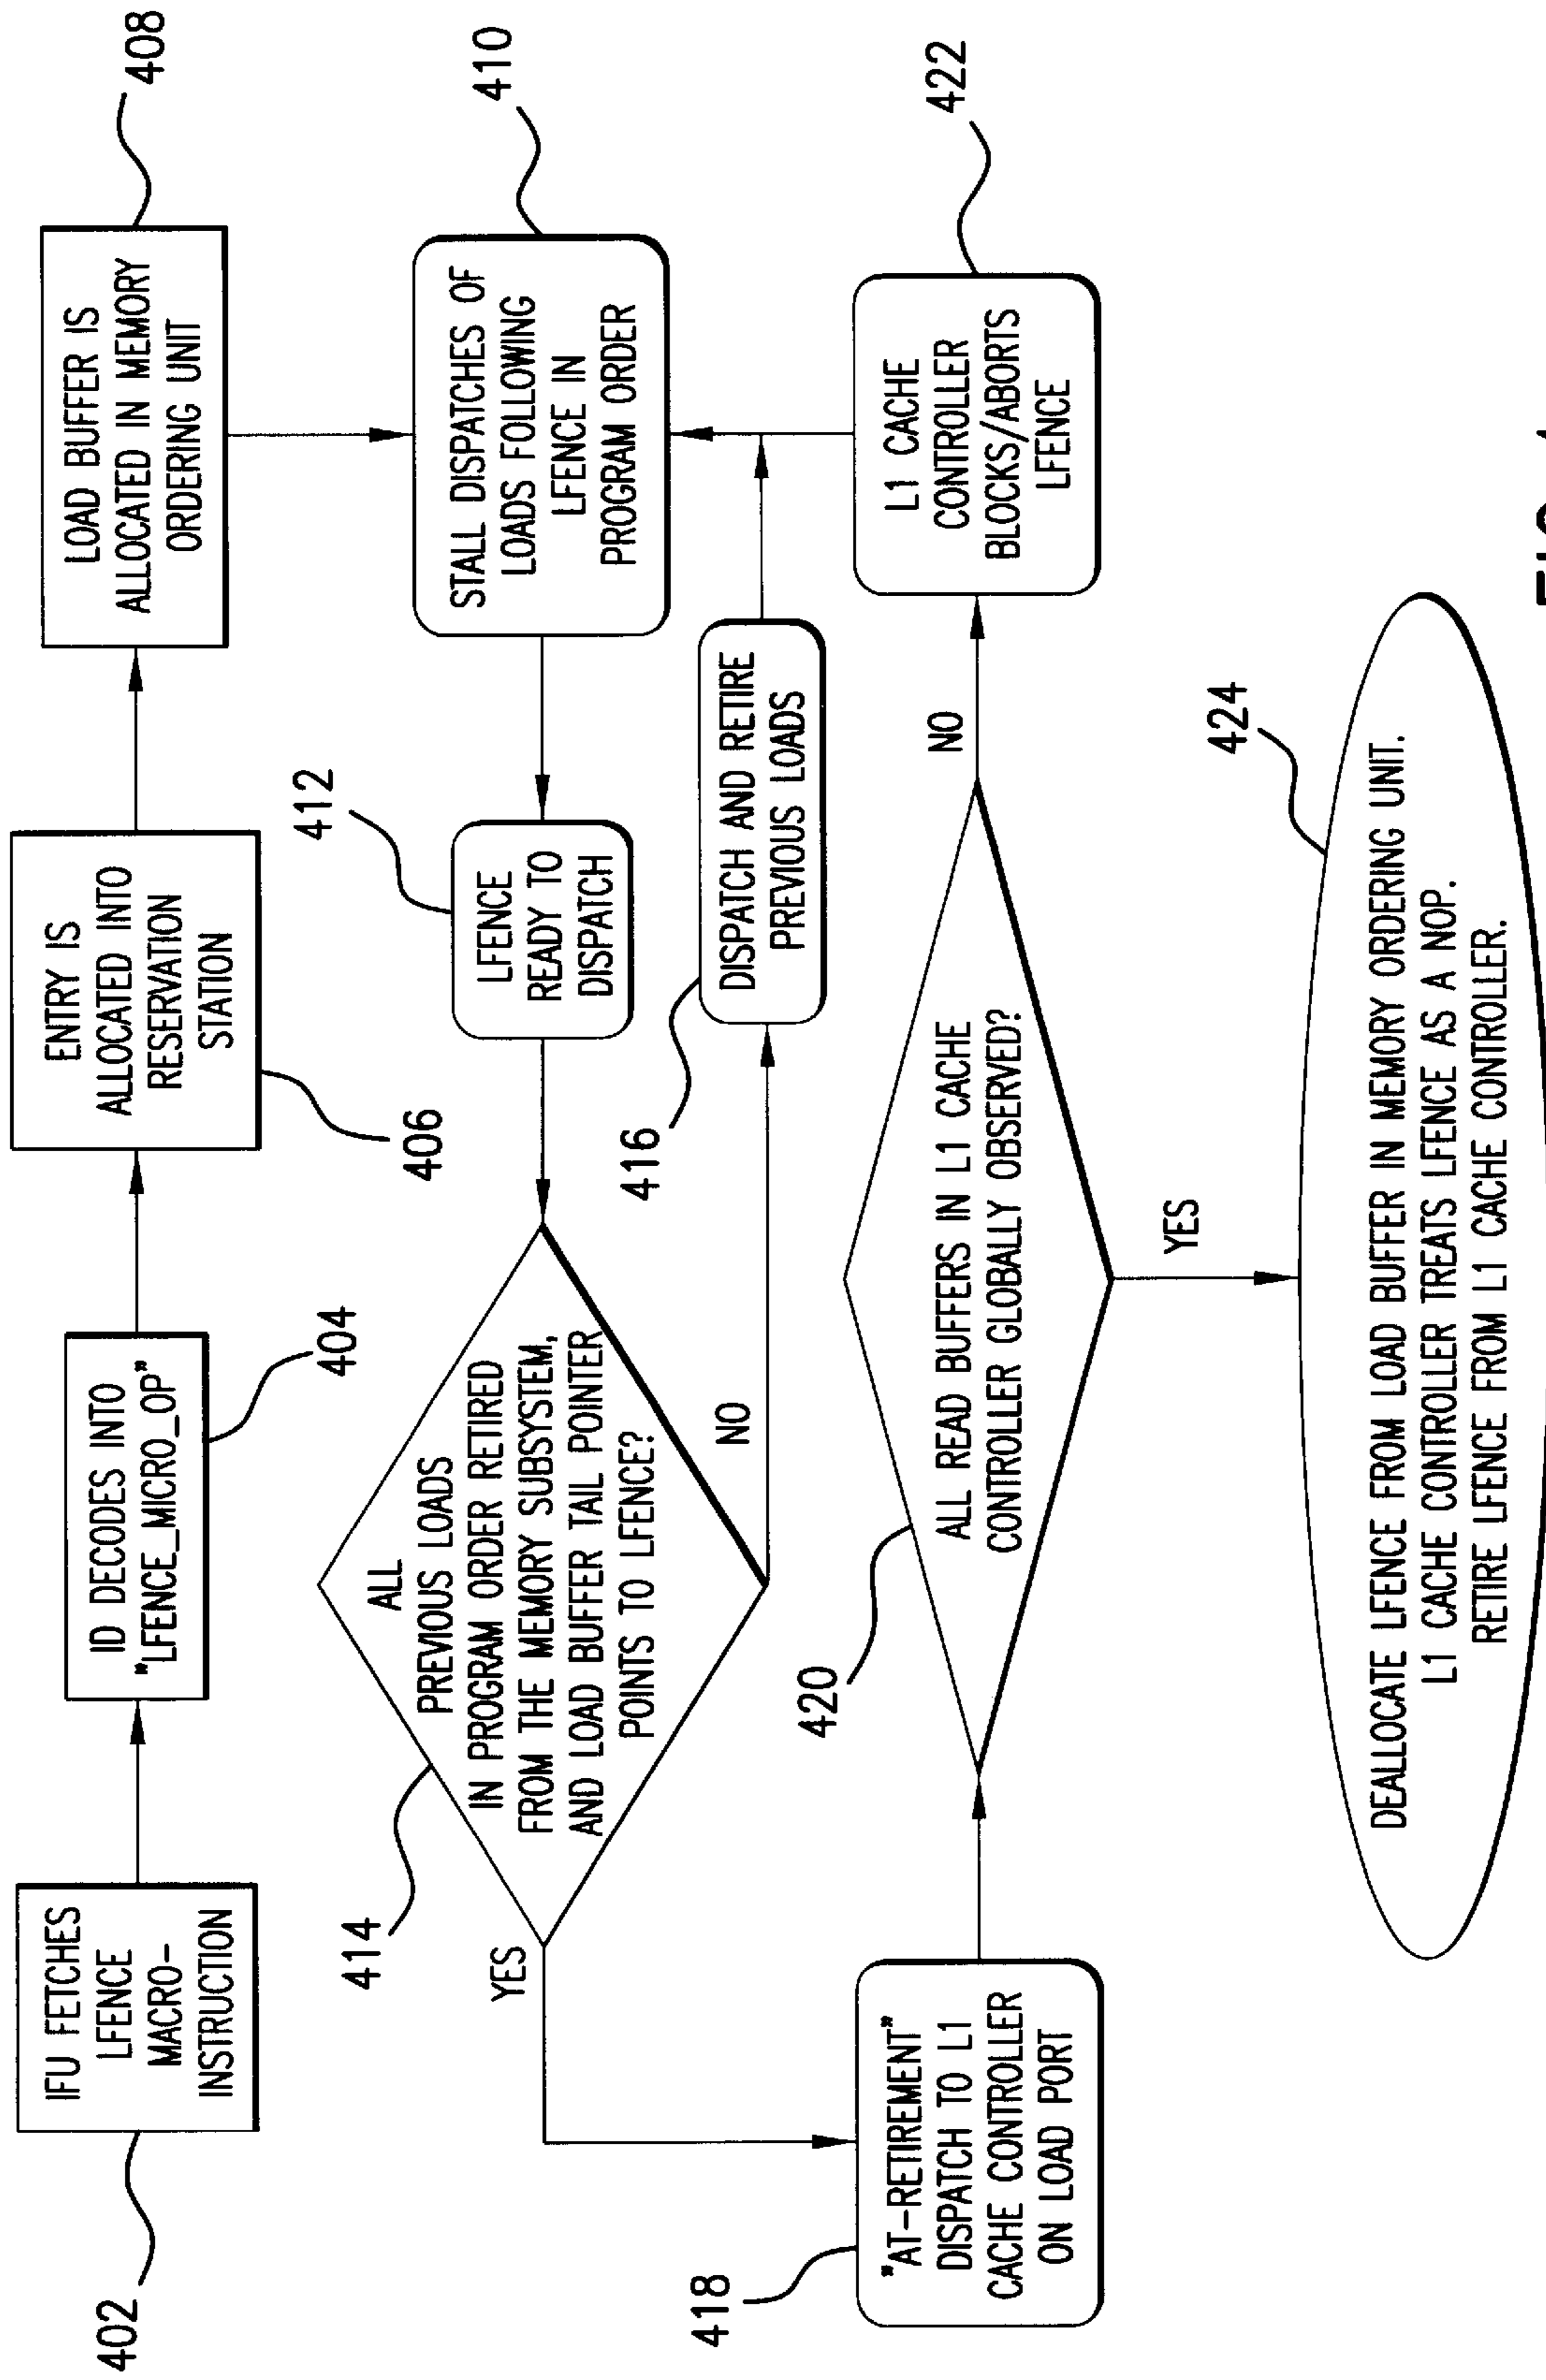 402
IFU FETCHES
LFENCE
MACRO-
INSTRUCTION
ID DECODES INTO
"LFENCE_MICRO_OP"
404
ENTRY IS
ALLOCATED INTO
RESERVATION
STATION
406
LOAD BUFFER IS
ALLOCATED IN MEMORY
ORDERING UNIT
408
STALL DISPATCHES OF
LOADS FOLLOWING
LFENCE IN
PROGRAM ORDER
410
412
LFENCE
READY TO
DISPATCH
414
ALL
PREVIOUS LOADS
IN PROGRAM ORDER RETIRED
FROM THE MEMORY SUBSYSTEM,
AND LOAD BUFFER TAIL POINTER
POINTS TO LFENCE?
YES
NO
416
DISPATCH AND RETIRE
PREVIOUS LOADS
418
"AT-RETIREMENT"
DISPATCH TO L1
CACHE CONTROLLER
ON LOAD PORT
420
ALL READ BUFFERS IN L1 CACHE
CONTROLLER GLOBALLY OBSERVED?
NO
L1 CACHE
CONTROLLER
BLOCKS/ABORTS
LFENCE
422
YES
424
DEALLOCATE LFENCE FROM LOAD BUFFER IN MEMORY ORDERING UNIT.
L1 CACHE CONTROLLER TREATS LFENCE AS A NOP.
RETIRE LFENCE FROM L1 CACHE CONTROLLER.